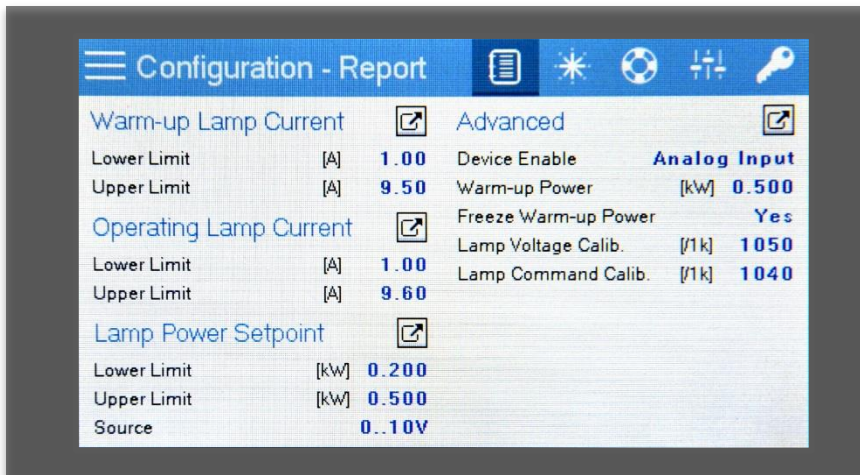 Configuration - Report
Warm-up Lamp Current
Lower Limit [A] 1.00
Upper Limit [A] 9.50
Operating Lamp Current
Lower Limit [A] 1.00
Upper Limit [A] 9.60
Lamp Power Setpoint
Lower Limit [kW] 0.200
Upper Limit [kW] 0.500
Source 0..10V
Advanced
Device Enable Analog Input
Warm-up Power [kW] 0.500
Freeze Warm-up Power Yes
Lamp Voltage Calib. [/1k] 1050
Lamp Command Calib. [/1k] 1040